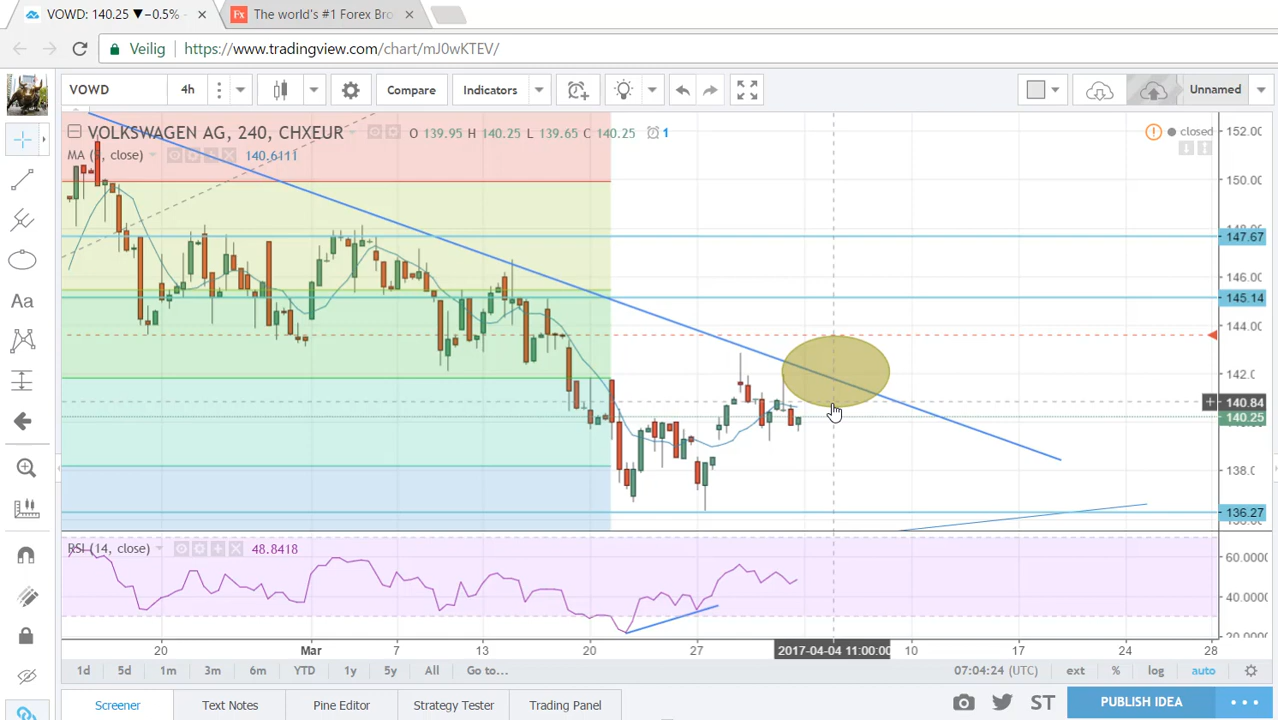 VOWD: 140.25 ▼−0.5%
The world's #1 Forex Bro
Veilig
https://www.tradingview.com/chart/mJ0wKTEV/
VOWD
4h
Compare
Indicators
Unnamed
VOLKSWAGEN AG, 240, CHXEUR
O 139.95 H 140.25 L 139.65 C 140.25
1
closed
140.6111
152.00
150.00
147.67
146.00
145.14
144.00
142.0
140.84
140.25
138.0
136.27
RSI (14, close)
48.8418
60.0000
40.0000
20.0000
20
Mar
7
13
20
27
2017-04-04 11:00:00
10
17
24
28
1d
5d
1m
3m
6m
YTD
1y
5y
All
Go to...
07:04:24 (UTC)
ext
%
log
auto
Aa
Screener
Text Notes
Pine Editor
Strategy Tester
Trading Panel
ST
PUBLISH IDEA